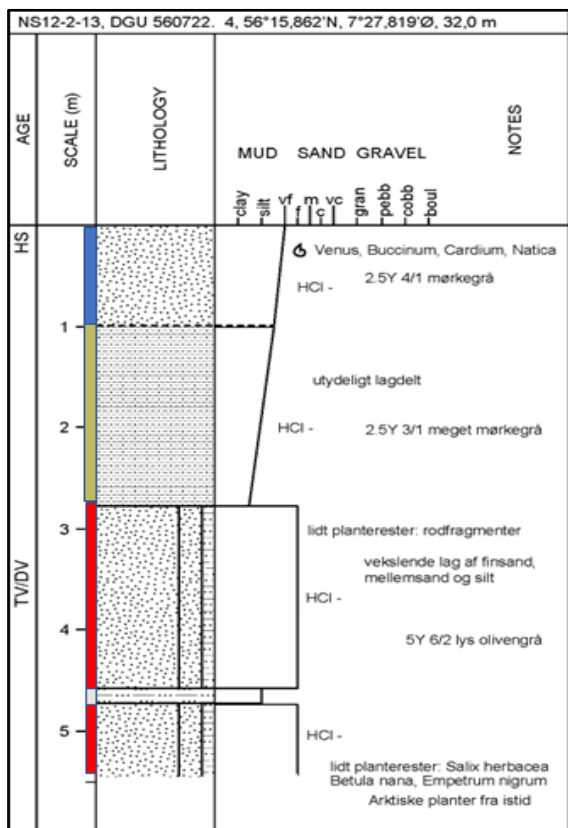 NS12-2-13, DGU 560722. 4, 56°15,862'N, 7°27,819'Ø, 32,0 m
AGE
SCALE (m)
LITHOLOGY
MUD SAND GRAVEL
NOTES
clay
silt
vf
f
m
c
vc
gran
pebb
cobb
boul
HS
Venus, Buccinum, Cardium, Natica
HCl - 2.5Y 4/1 mørkegrå
1
utydeligt lagdelt
2
HCl - 2.5Y 3/1 meget mørkegrå
3
lidt planterester: rodfragmenter
vekslende lag af finsand,
mellemsand og silt
TV/DV
HCl -
4
5Y 6/2 lys olivengrå
5
HCl -
lidt planterester: Salix herbacea
Betula nana, Empetrum nigrum
Arktiske planter fra istid